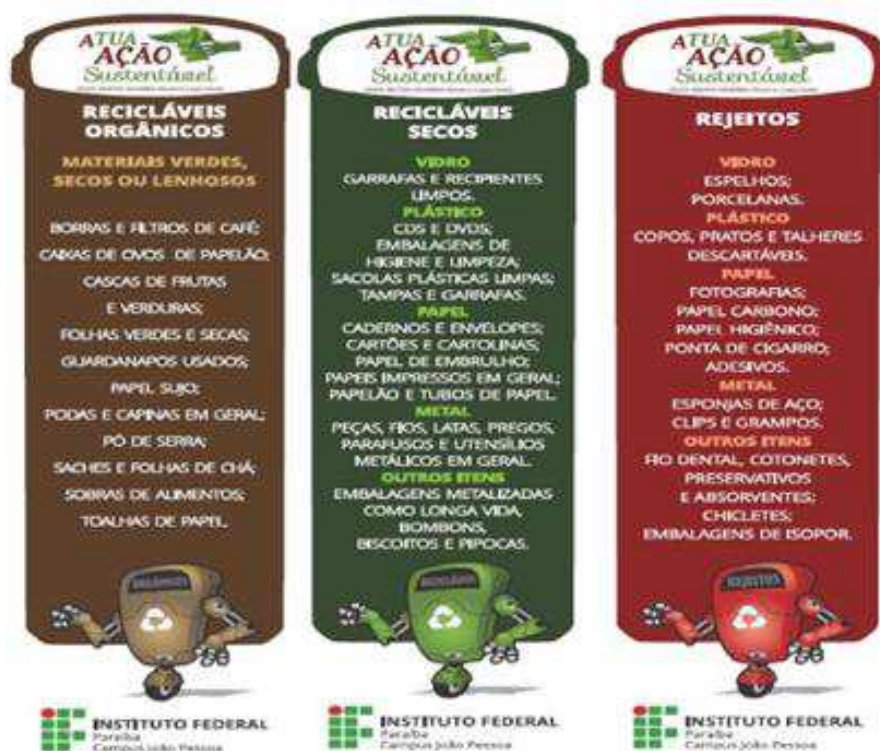 ATUA
AÇÃO
Sustentável
RECICLÁVEIS
ORGÂNICOS
MATERIAIS VERDES,
SECOS OU LENHOSOS
BORRAS E FILTROS DE CAFÉ;
CAIXAS DE OVOS DE PAPELÃO;
CASCAS DE FRUTAS
E VERDURAS;
FOLHAS VERDES E SECAS;
GUARDANAPOS USADOS;
PAPEL SUJO;
PODAS E CAPINAS EM GERAL;
PÓ DE SERRA;
SACHES E FOLHAS DE CHÁ;
SOBRAS DE ALIMENTOS;
TOALHAS DE PAPEL.
ORGÂNICOS
INSTITUTO FEDERAL
Paraíba
Campus João Pessoa
ATUA
AÇÃO
Sustentável
RECICLÁVEIS
SECOS
VIDRO
GARRAFAS E RECIPIENTES
LIMPOS.
PLÁSTICO
CDS E DVDS;
EMBALAGENS DE
HIGIENE E LIMPEZA;
SACOLAS PLÁSTICAS LIMPAS;
TAMPAS E GARRAFAS.
PAPEL
CADERNOS E ENVELOPES;
CARTÕES E CARTOLINAS;
PAPEL DE EMBRULHO;
PAPEIS IMPRESSOS EM GERAL;
PAPELÃO E TUBOS DE PAPEL.
METAL
PEÇAS, FIOS, LATAS, PREGOS,
PARAFUSOS E UTENSÍLIOS
METÁLICOS EM GERAL.
OUTROS ITENS
EMBALAGENS METALIZADAS
COMO LONGA VIDA,
BOMBONS,
BISCOITOS E PIPOCAS.
INSTITUTO FEDERAL
Paraíba
Campus João Pessoa
ATUA
AÇÃO
Sustentável
REJEITOS
VIDRO
ESPELHOS;
PORCELANAS.
PLÁSTICO
COPOS, PRATOS E TALHERES
DESCARTÁVEIS.
PAPEL
FOTOGRAFIAS;
PAPEL CARBONO;
PAPEL HIGIÊNICO;
PONTA DE CIGARRO;
ADESIVOS.
METAL
ESPONJAS DE AÇO;
CLIPS E GRAMPOS.
OUTROS ITENS
FIO DENTAL, COTONETES,
PRESERVATIVOS
E ABSORVENTES;
CHICLETES;
EMBALAGENS DE ISOPOR.
REJEITOS
INSTITUTO FEDERAL
Paraíba
Campus João Pessoa